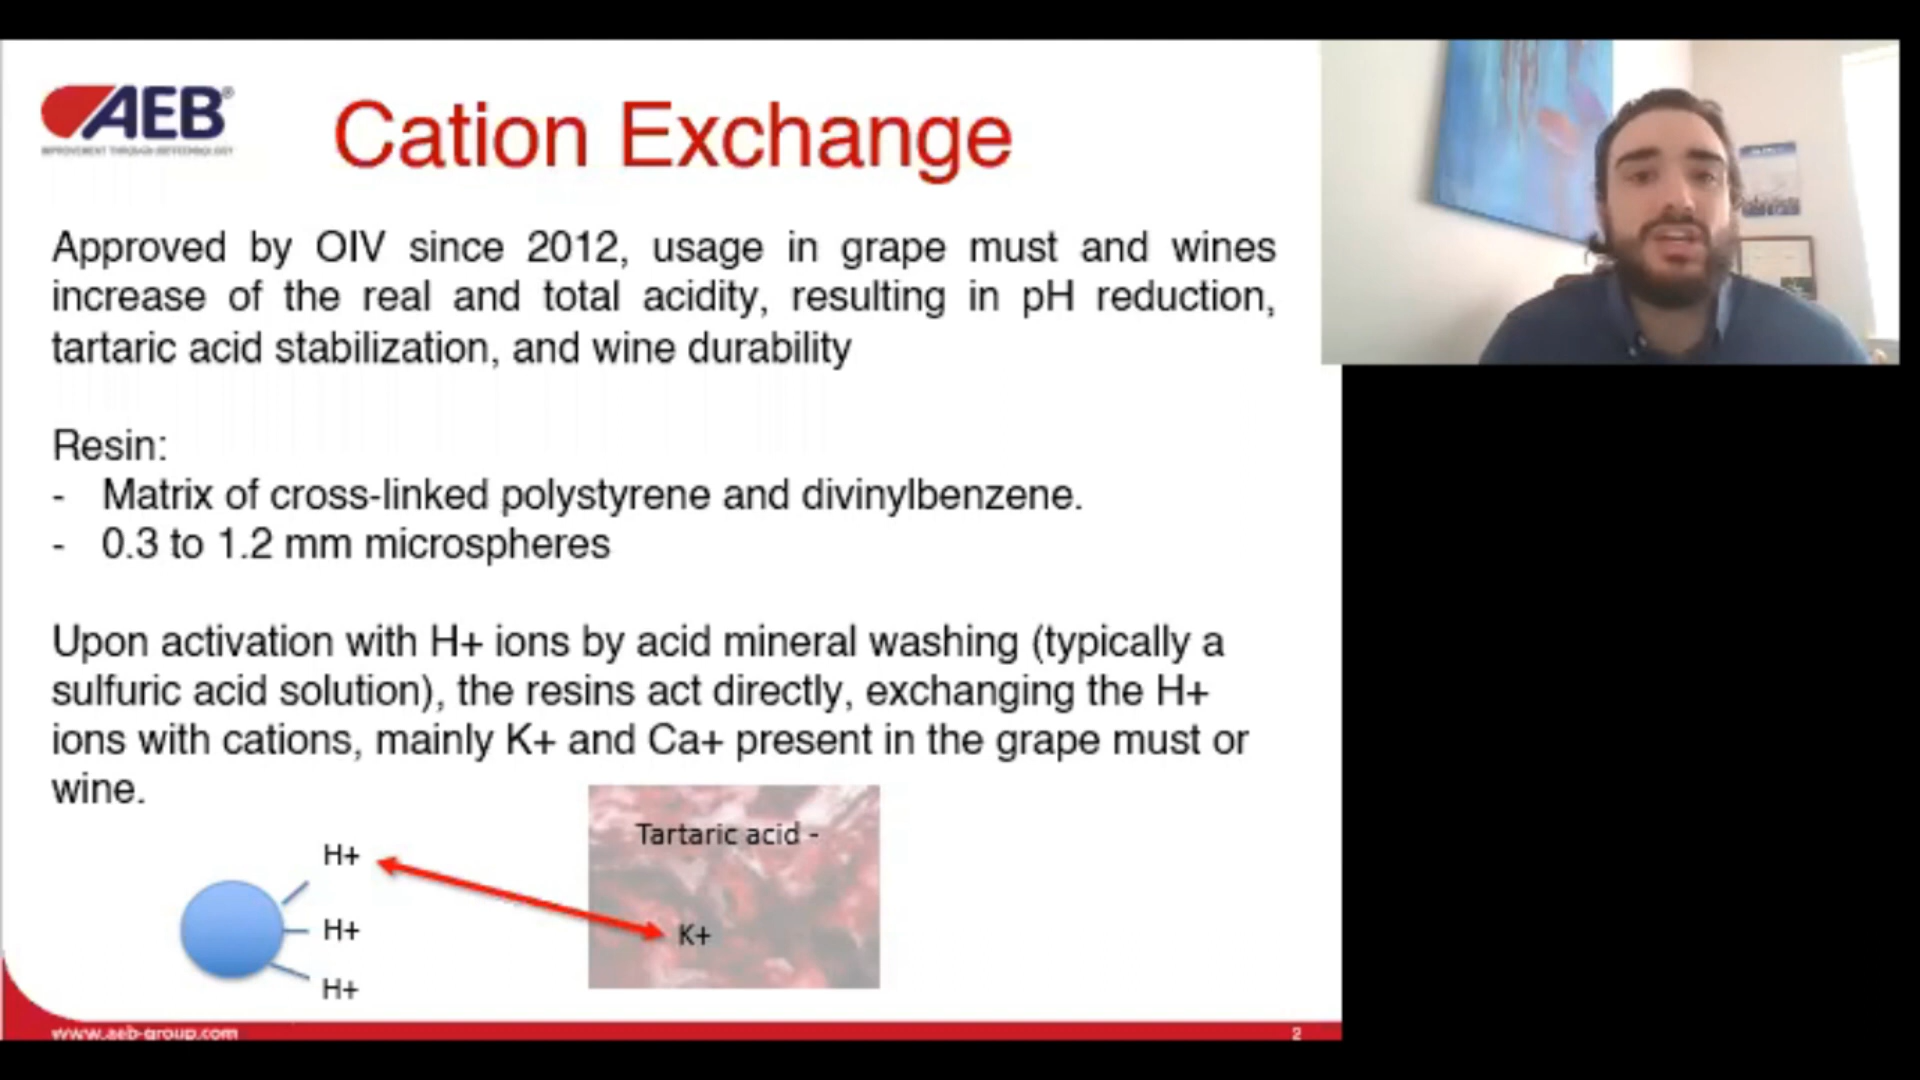 AEB®
IMPROVEMENT THROUGH BIOTECHNOLOGY
Cation Exchange
Approved by OIV since 2012, usage in grape must and wines
increase of the real and total acidity, resulting in pH reduction,
tartaric acid stabilization, and wine durability
Resin:
- Matrix of cross-linked polystyrene and divinylbenzene.
- 0.3 to 1.2 mm microspheres
Upon activation with H+ ions by acid mineral washing (typically a
sulfuric acid solution), the resins act directly, exchanging the H+
ions with cations, mainly K+ and Ca+ present in the grape must or
wine.
Tartaric acid -
H+
H+
K+
H+
www.aeb-group.com
2